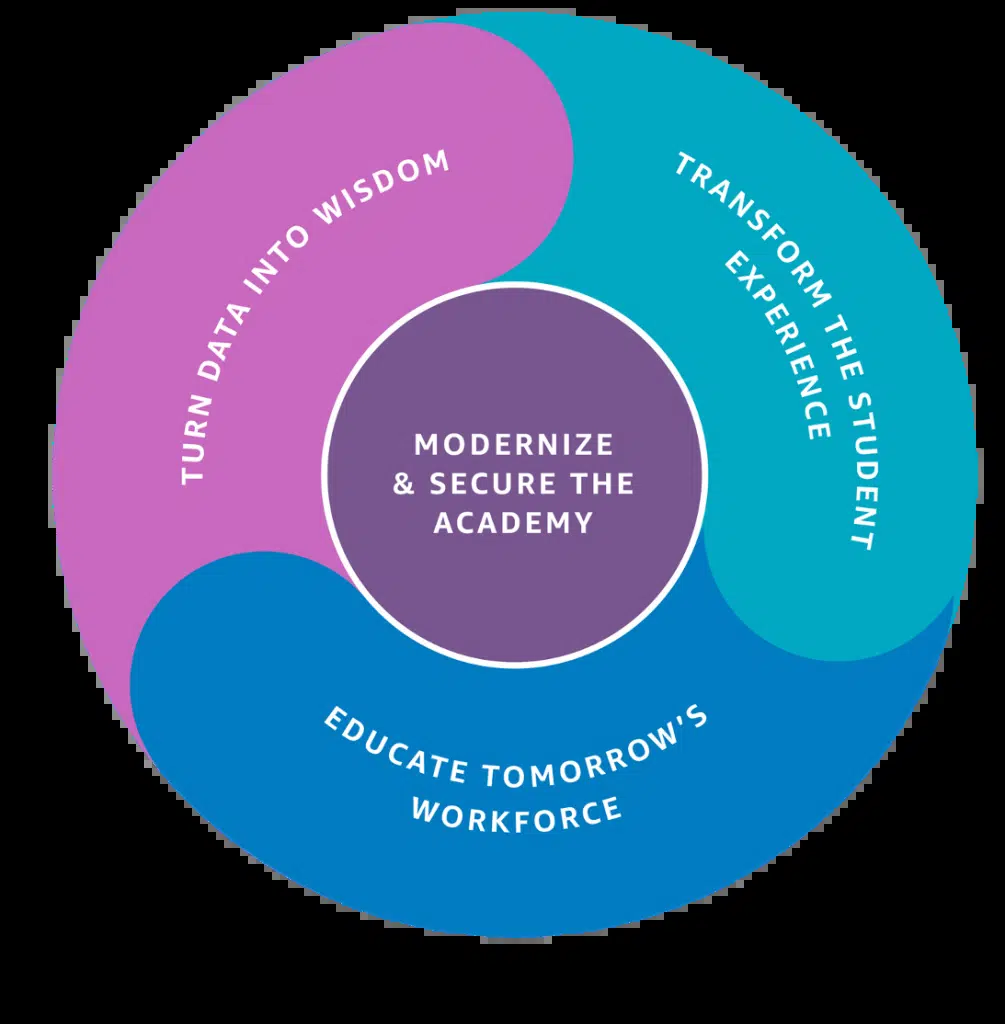 TURN DATA INTO WISDOM
TRANSFORM THE STUDENT
EXPERIENCE
MODERNIZE
& SECURE THE
ACADEMY
EDUCATE TOMORROW'S
WORKFORCE